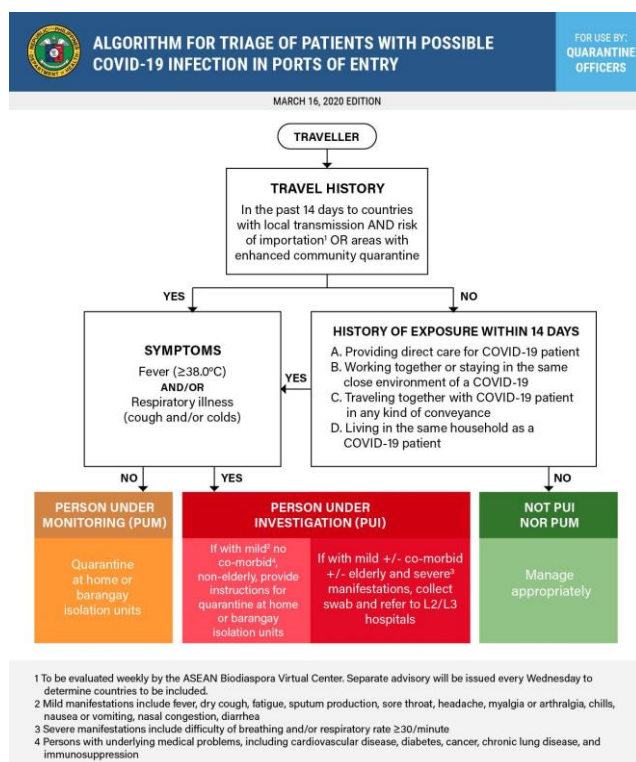 ALGORITHM FOR TRIAGE OF PATIENTS WITH POSSIBLE
COVID-19 INFECTION IN PORTS OF ENTRY
FOR USE BY:
QUARANTINE
OFFICERS
MARCH 16, 2020 EDITION
TRAVELLER
TRAVEL HISTORY
In the past 14 days to countries
with local transmission AND risk
of importation¹ OR areas with
enhanced community quarantine
YES
NO
SYMPTOMS
Fever (≥38.0ºC)
AND/OR
Respiratory illness
(cough and/or colds)
YES
HISTORY OF EXPOSURE WITHIN 14 DAYS
A. Providing direct care for COVID-19 patient
B. Working together or staying in the same
close environment of a COVID-19
C. Traveling together with COVID-19 patient
in any kind of conveyance
D. Living in the same household as a
COVID-19 patient
NO
YES
NO
PERSON UNDER
MONITORING (PUM)
Quarantine
at home or
barangay
isolation units
PERSON UNDER
INVESTIGATION (PUI)
If with mild² no
co-morbid⁴,
non-elderly, provide
instructions for
quarantine at home
or barangay
isolation units
If with mild +/- co-morbid
+/- elderly and severe³
manifestations, collect
swab and refer to L2/L3
hospitals
NOT PUI
NOR PUM
Manage
appropriately
1 To be evaluated weekly by the ASEAN Biodiaspora Virtual Center. Separate advisory will be issued every Wednesday to
determine countries to be included.
2 Mild manifestations include fever, dry cough, fatigue, sputum production, sore throat, headache, myalgia or arthralgia, chills,
nausea or vomiting, nasal congestion, diarrhea
3 Severe manifestations include difficulty of breathing and/or respiratory rate ≥30/minute
4 Persons with underlying medical problems, including cardiovascular disease, diabetes, cancer, chronic lung disease, and
immunosuppression